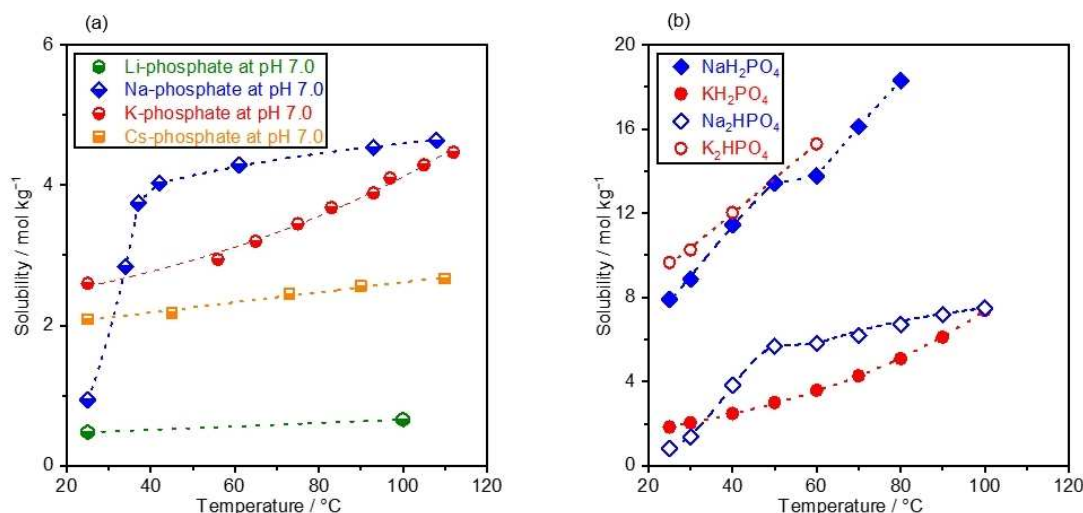 (a)
6
4
2
0
20
40
60
80
100
120
Solubility / mol kg⁻¹
Temperature / °C
Li-phosphate at pH 7.0
Na-phosphate at pH 7.0
K-phosphate at pH 7.0
Cs-phosphate at pH 7.0
(b)
20
16
12
8
4
0
20
40
60
80
100
120
Solubility / mol kg⁻¹
Temperature / °C
NaH₂PO₄
KH₂PO₄
Na₂HPO₄
K₂HPO₄